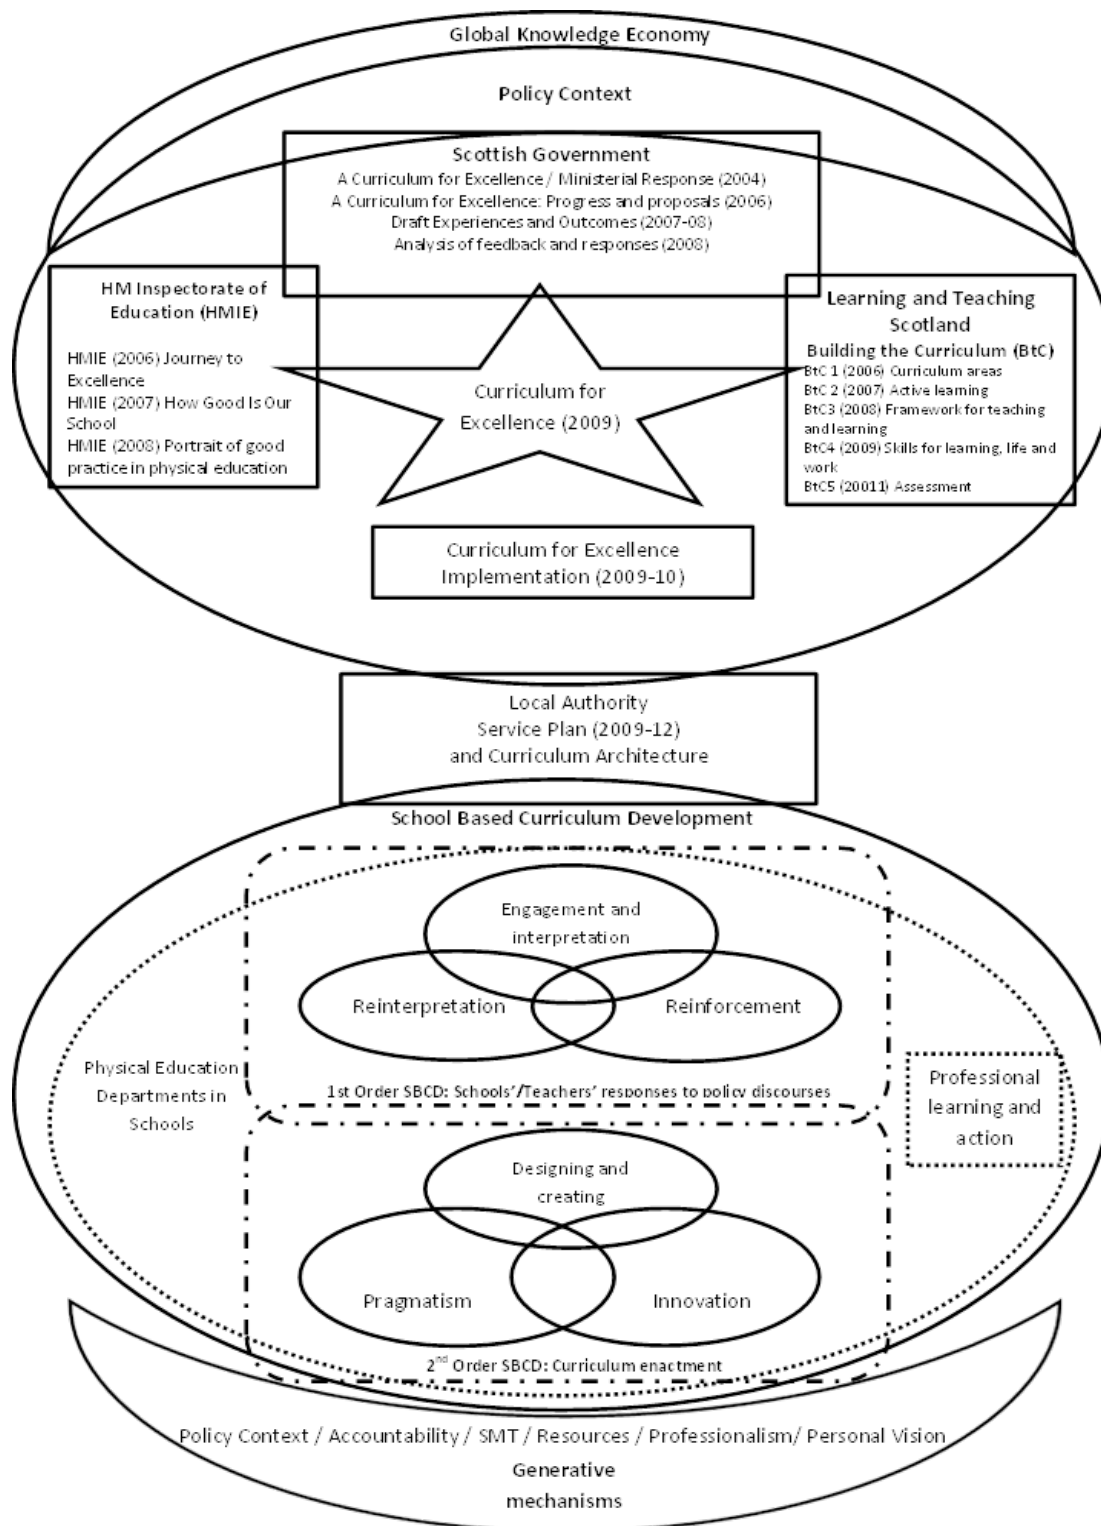 Global Knowledge Economy
Policy Context
Scottish Government
A Curriculum for Excellence / Ministerial Response (2004)
A Curriculum for Excellence: Progress and proposals (2006)
Draft Experiences and Outcomes (2007-08)
Analysis of feedback and responses (2008)
HM Inspectorate of
Education (HMIE)
HMIE (2006) Journey to
Excellence
HMIE (2007) How Good Is Our
School
HMIE (2008) Portrait of good
practice in physical education
Curriculum for
Excellence (2009)
Learning and Teaching
Scotland
Building the Curriculum (BtC)
BtC 1 (2006) Curriculum areas
BtC 2 (2007) Active learning
BtC3 (2008) Framework for teaching
and learning
BtC4 (2009) Skills for learning, life and
work
BtC5 (20011) Assessment
Curriculum for Excellence
Implementation (2009-10)
Local Authority
Service Plan (2009-12)
and Curriculum Architecture
School Based Curriculum Development
Engagement and
interpretation
Reinterpretation
Reinforcement
1st Order SBCD: Schools'/Teachers' responses to policy discourses
Physical Education
Departments in
Schools
Professional
learning and
action
Designing and
creating
Pragmatism
Innovation
2nd Order SBCD: Curriculum enactment
Policy Context / Accountability / SMT / Resources / Professionalism/ Personal Vision
Generative
mechanisms